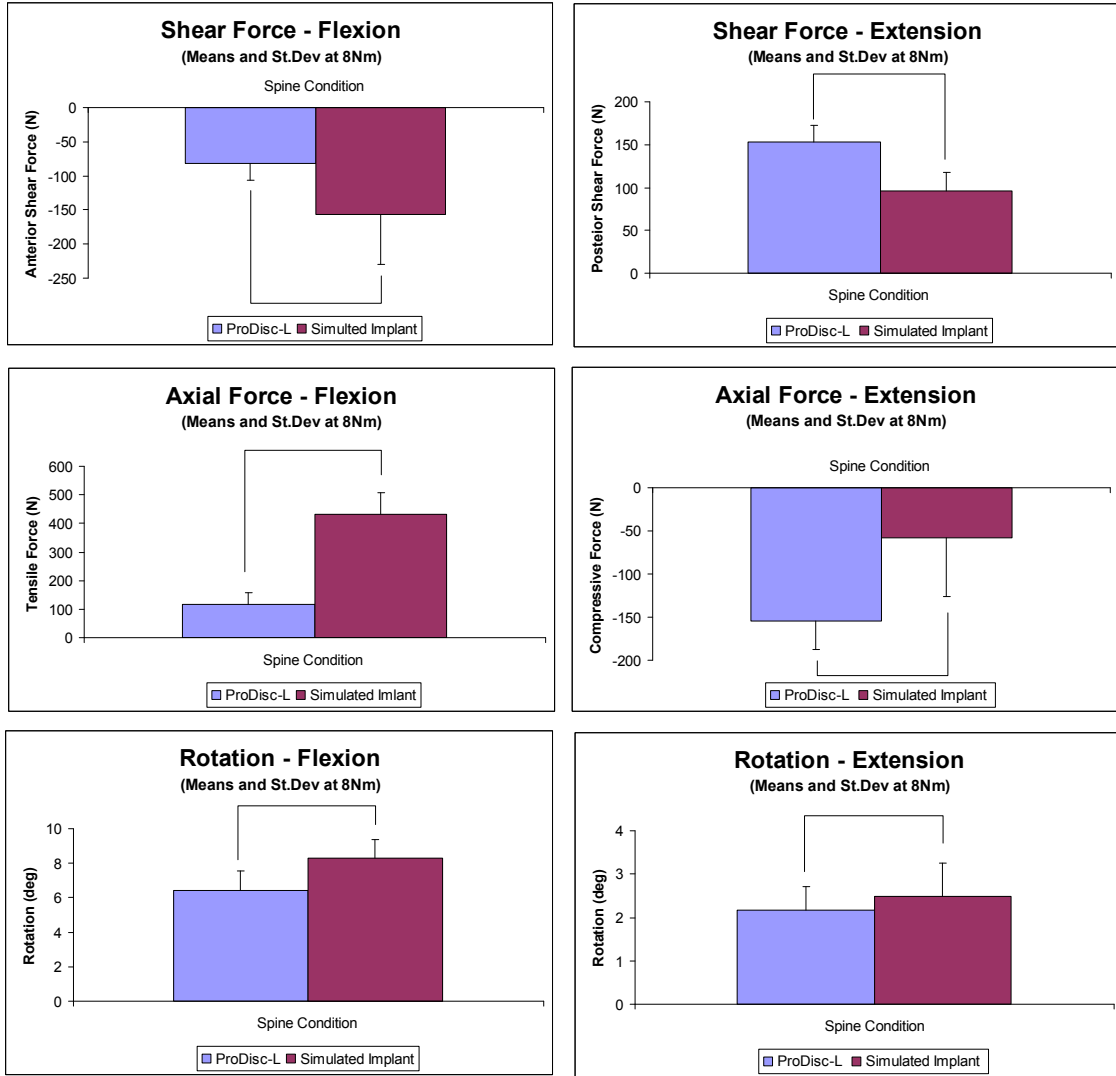 Shear Force - Flexion
(Means and St.Dev at 8Nm)
Spine Condition
0
-50
-100
-150
-200
-250
Anterior Shear Force (N)
ProDisc-L Simulted Implant
Shear Force - Extension
(Means and St.Dev at 8Nm)
200
150
100
50
0
Posteior Shear Force (N)
Spine Condition
ProDisc-L Simulated Implant
Axial Force - Flexion
(Means and St.Dev at 8Nm)
600
500
400
300
200
100
0
Tensile Force (N)
Spine Condition
ProDisc-L Simulated Imlant
Axial Force - Extension
(Means and St.Dev at 8Nm)
Spine Condition
0
-50
-100
-150
-200
Compressive Force (N)
ProDisc-L Simulated Implant
Rotation - Flexion
(Means and St.Dev at 8Nm)
10
8
6
4
2
0
Rotation (deg)
Spine Condition
ProDisc-L Simulated Implant
Rotation - Extension
(Means and St.Dev at 8Nm)
4
3
2
1
0
Rotation (deg)
Spine Condition
ProDisc-L Simulated Implant